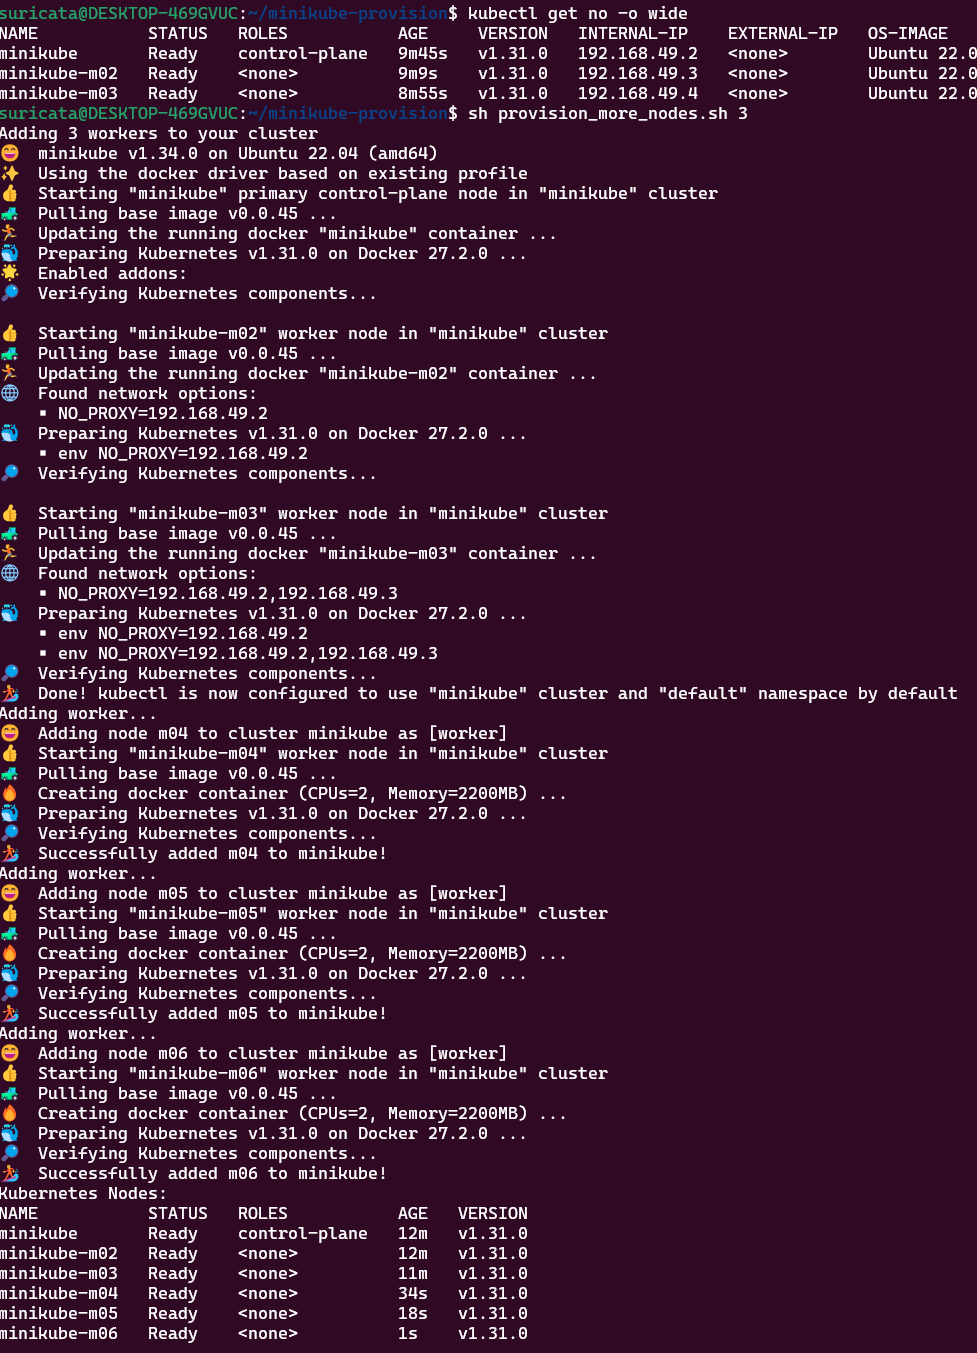 suricata@DESKTOP-469GVUC:~/minikube-provision$ kubectl get no -o wide
NAME STATUS ROLES AGE VERSION INTERNAL-IP EXTERNAL-IP OS-IMAGE
minikube Ready control-plane 9m45s v1.31.0 192.168.49.2 <none> Ubuntu 22.0
minikube-m02 Ready <none> 9m9s v1.31.0 192.168.49.3 <none> Ubuntu 22.0
minikube-m03 Ready <none> 8m55s v1.31.0 192.168.49.4 <none> Ubuntu 22.0
suricata@DESKTOP-469GVUC:~/minikube-provision$ sh provision_more_nodes.sh 3
Adding 3 workers to your cluster
😄 minikube v1.34.0 on Ubuntu 22.04 (amd64)
✨ Using the docker driver based on existing profile
👍 Starting "minikube" primary control-plane node in "minikube" cluster
🚜 Pulling base image v0.0.45 ...
🏃 Updating the running docker "minikube" container ...
🐳 Preparing Kubernetes v1.31.0 on Docker 27.2.0 ...
🌟 Enabled addons:
🔎 Verifying Kubernetes components...
👍 Starting "minikube-m02" worker node in "minikube" cluster
🚜 Pulling base image v0.0.45 ...
🏃 Updating the running docker "minikube-m02" container ...
🌐 Found network options:
▪ NO_PROXY=192.168.49.2
🐳 Preparing Kubernetes v1.31.0 on Docker 27.2.0 ...
▪ env NO_PROXY=192.168.49.2
🔎 Verifying Kubernetes components...
👍 Starting "minikube-m03" worker node in "minikube" cluster
🚜 Pulling base image v0.0.45 ...
🏃 Updating the running docker "minikube-m03" container ...
🌐 Found network options:
▪ NO_PROXY=192.168.49.2,192.168.49.3
🐳 Preparing Kubernetes v1.31.0 on Docker 27.2.0 ...
▪ env NO_PROXY=192.168.49.2
▪ env NO_PROXY=192.168.49.2,192.168.49.3
🔎 Verifying Kubernetes components...
🏄 Done! kubectl is now configured to use "minikube" cluster and "default" namespace by default
Adding worker...
😄 Adding node m04 to cluster minikube as [worker]
👍 Starting "minikube-m04" worker node in "minikube" cluster
🚜 Pulling base image v0.0.45 ...
🔥 Creating docker container (CPUs=2, Memory=2200MB) ...
🐳 Preparing Kubernetes v1.31.0 on Docker 27.2.0 ...
🔎 Verifying Kubernetes components...
🏄 Successfully added m04 to minikube!
Adding worker...
😄 Adding node m05 to cluster minikube as [worker]
👍 Starting "minikube-m05" worker node in "minikube" cluster
🚜 Pulling base image v0.0.45 ...
🔥 Creating docker container (CPUs=2, Memory=2200MB) ...
🐳 Preparing Kubernetes v1.31.0 on Docker 27.2.0 ...
🔎 Verifying Kubernetes components...
🏄 Successfully added m05 to minikube!
Adding worker...
😄 Adding node m06 to cluster minikube as [worker]
👍 Starting "minikube-m06" worker node in "minikube" cluster
🚜 Pulling base image v0.0.45 ...
🔥 Creating docker container (CPUs=2, Memory=2200MB) ...
🐳 Preparing Kubernetes v1.31.0 on Docker 27.2.0 ...
🔎 Verifying Kubernetes components...
🏄 Successfully added m06 to minikube!
Kubernetes Nodes:
NAME STATUS ROLES AGE VERSION
minikube Ready control-plane 12m v1.31.0
minikube-m02 Ready <none> 12m v1.31.0
minikube-m03 Ready <none> 11m v1.31.0
minikube-m04 Ready <none> 34s v1.31.0
minikube-m05 Ready <none> 18s v1.31.0
minikube-m06 Ready <none> 1s v1.31.0